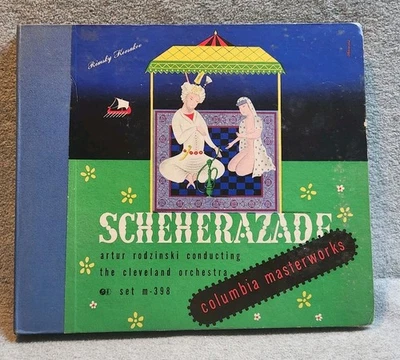 Rimsky Korsakov
SCHEHERAZADE
artur rodzinski conducting
the cleveland orchestra
set m-398
columbia masterworks